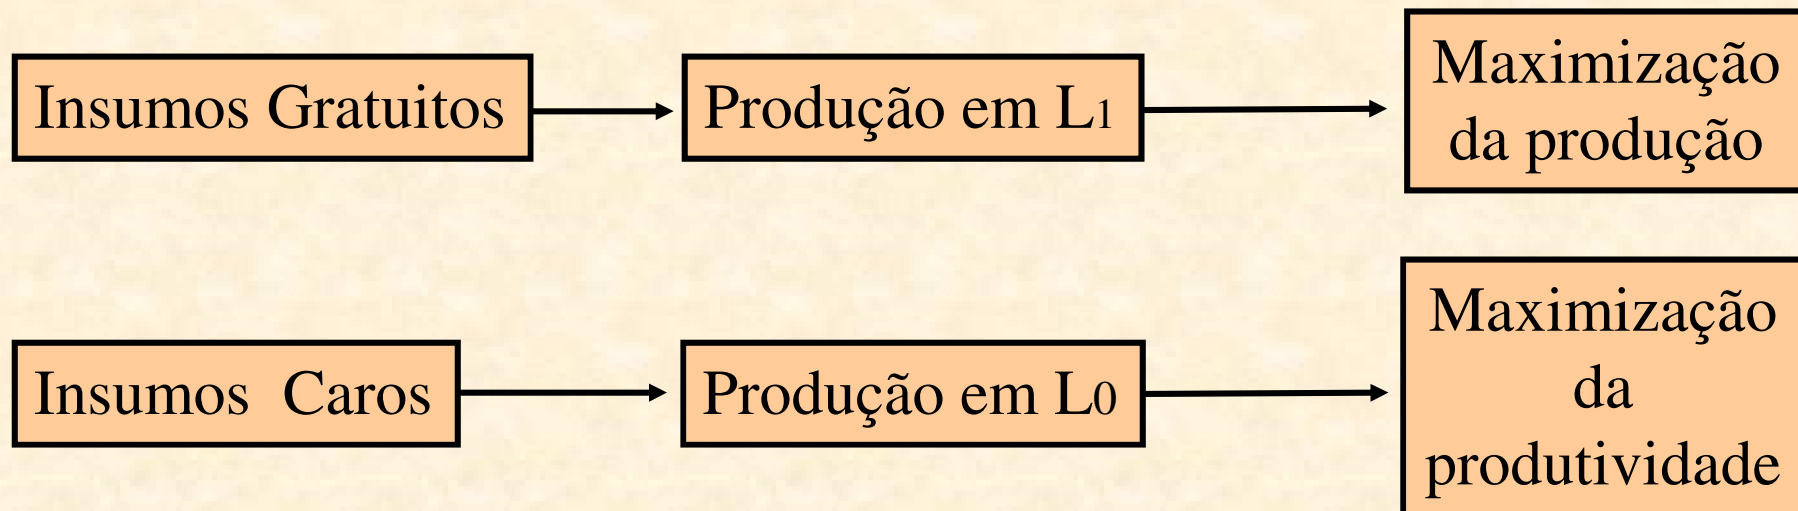 Insumos Gratuitos
Produção em L1
Maximização
da produção
Insumos Caros
Produção em L0
Maximização
da
produtividade